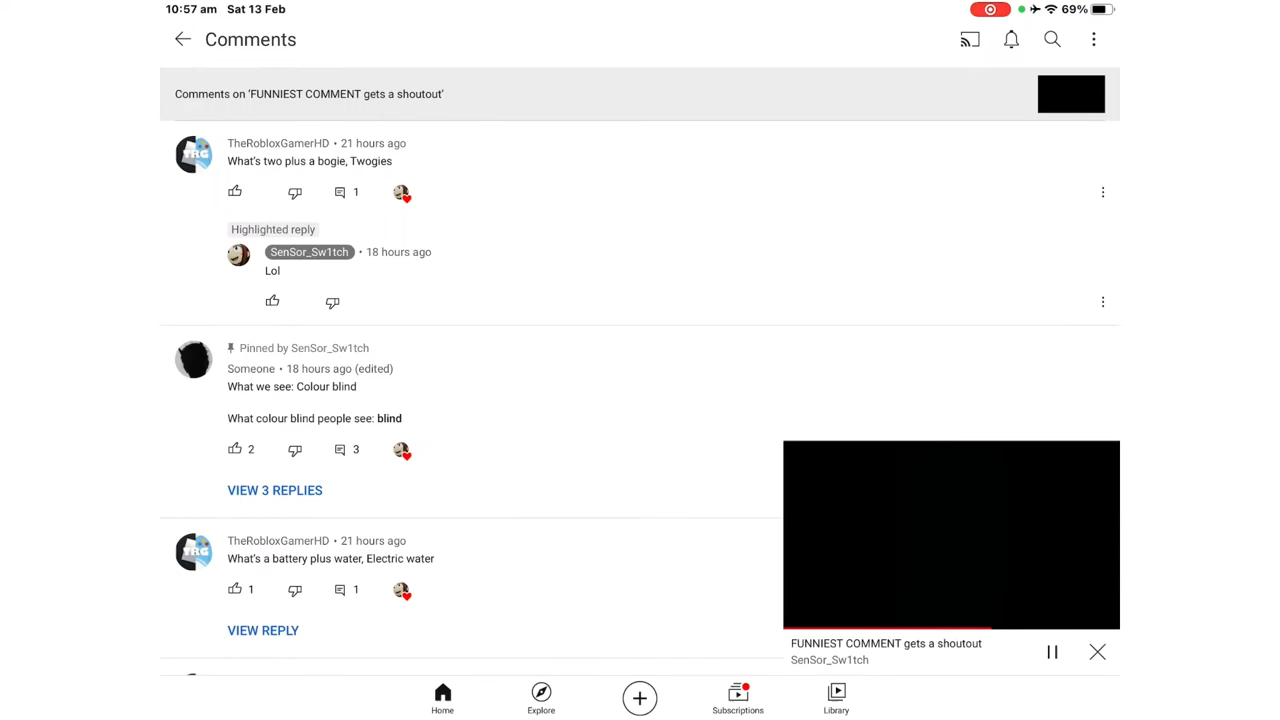 10:57 am Sat 13 Feb
69%
Comments
Comments on ‘FUNNIEST COMMENT gets a shoutout’
TheRobloxGamerHD • 21 hours ago
What’s two plus a bogie, Twogies
1
Highlighted reply
SenSor_Sw1tch • 18 hours ago
Lol
Pinned by SenSor_Sw1tch
Someone • 18 hours ago (edited)
What we see: Colour blind
What colour blind people see: blind
2 3
VIEW 3 REPLIES
TheRobloxGamerHD • 21 hours ago
What’s a battery plus water, Electric water
1 1
VIEW REPLY
FUNNIEST COMMENT gets a shoutout
SenSor_Sw1tch
Home Explore Subscriptions Library
TRG
TRG